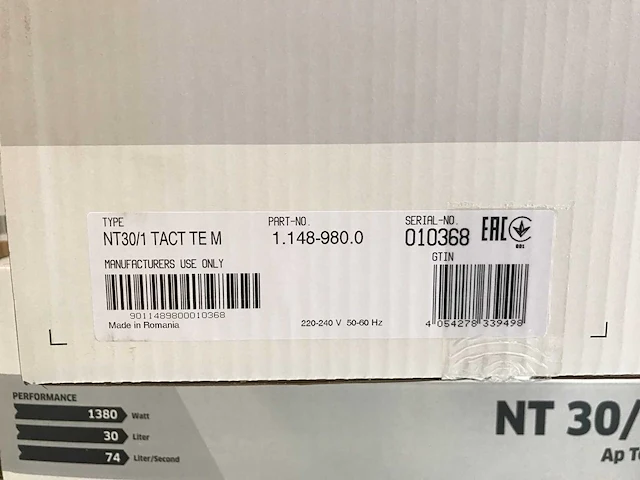 TYPE PART-NO. SERIAL-NO. EAC
NT30/1 TACT TE M 1.148-980.0 010368 001
MANUFACTURERS USE ONLY GTIN
9011489800010368
Made in Romania 220-240 V 50-60 Hz 4 054278 339498
PERFORMANCE
1380 Watt
30 Liter
74 Liter/Second
NT 30/
Ap